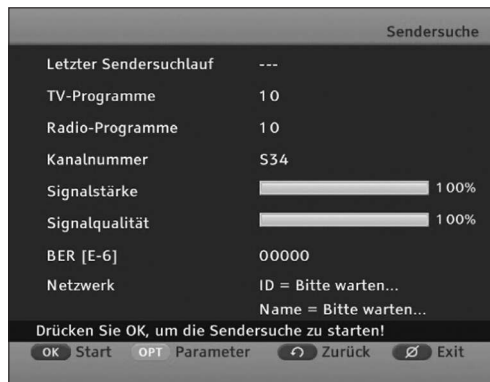 Sendersuche
Letzter Sendersuchlauf ---
TV-Programme 10
Radio-Programme 10
Kanalnummer S34
Signalstärke 100%
Signalqualität 100%
BER [E-6] 00000
Netzwerk ID = Bitte warten...
Name = Bitte warten...
Drücken Sie OK, um die Sendersuche zu starten!
OK Start OPT Parameter Zurück Exit